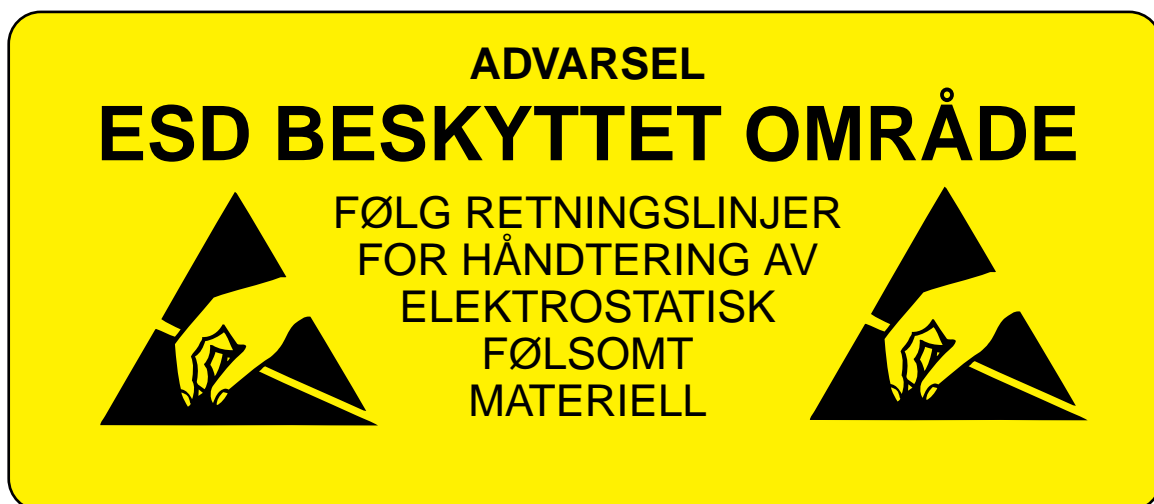 ADVARSEL
ESD BESKYTTET OMRÅDE
FØLG RETNINGSLINJER
FOR HÅNDTERING AV
ELEKTROSTATISK
FØLSOMT
MATERIELL